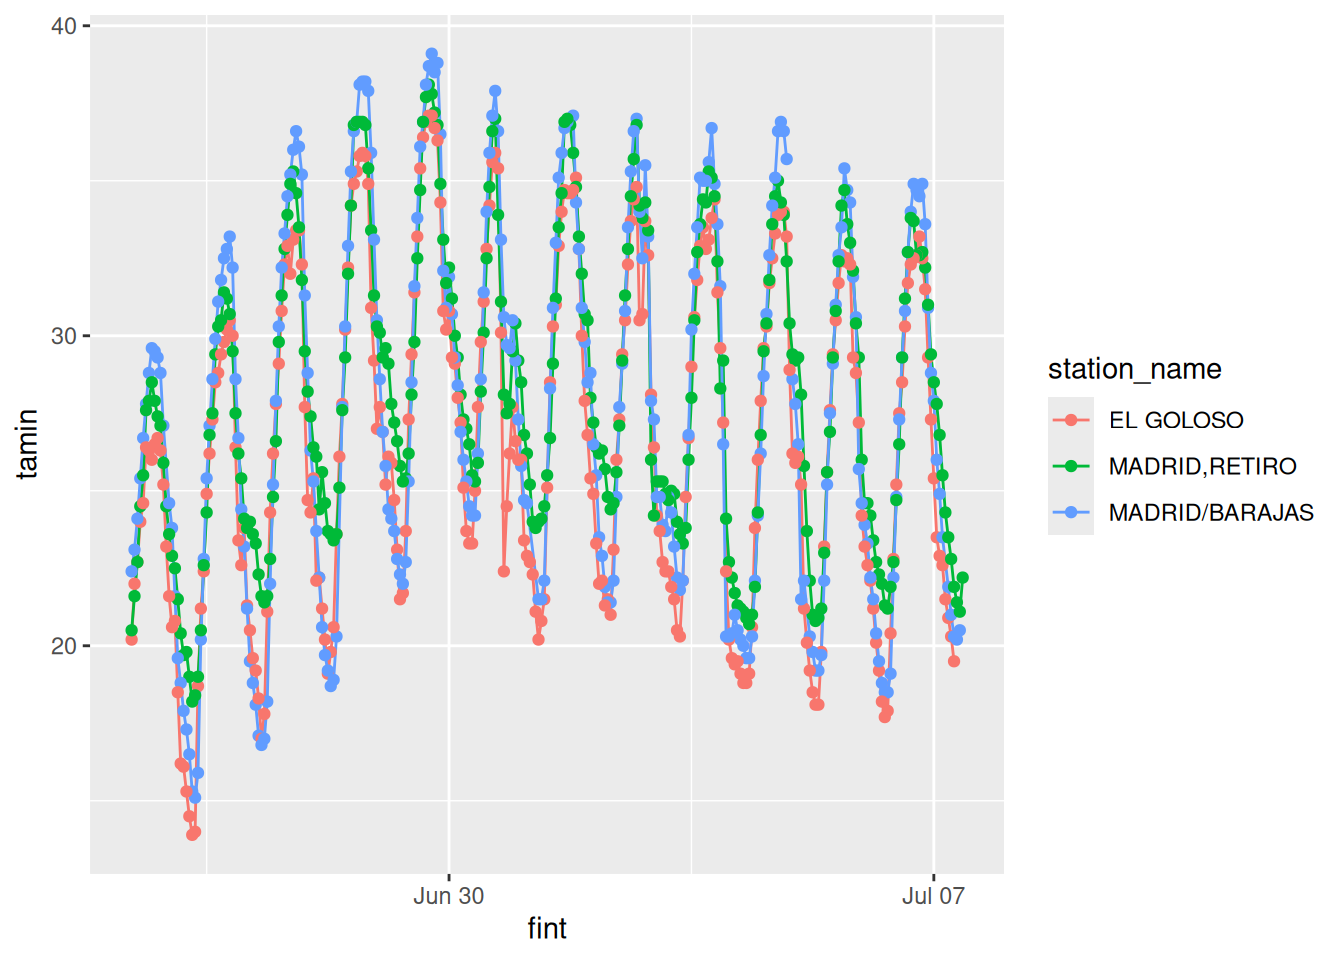 40
30
20
tamin
Jun 30
Jul 07
fint
station_name
EL GOLOSO
MADRID,RETIRO
MADRID/BARAJAS